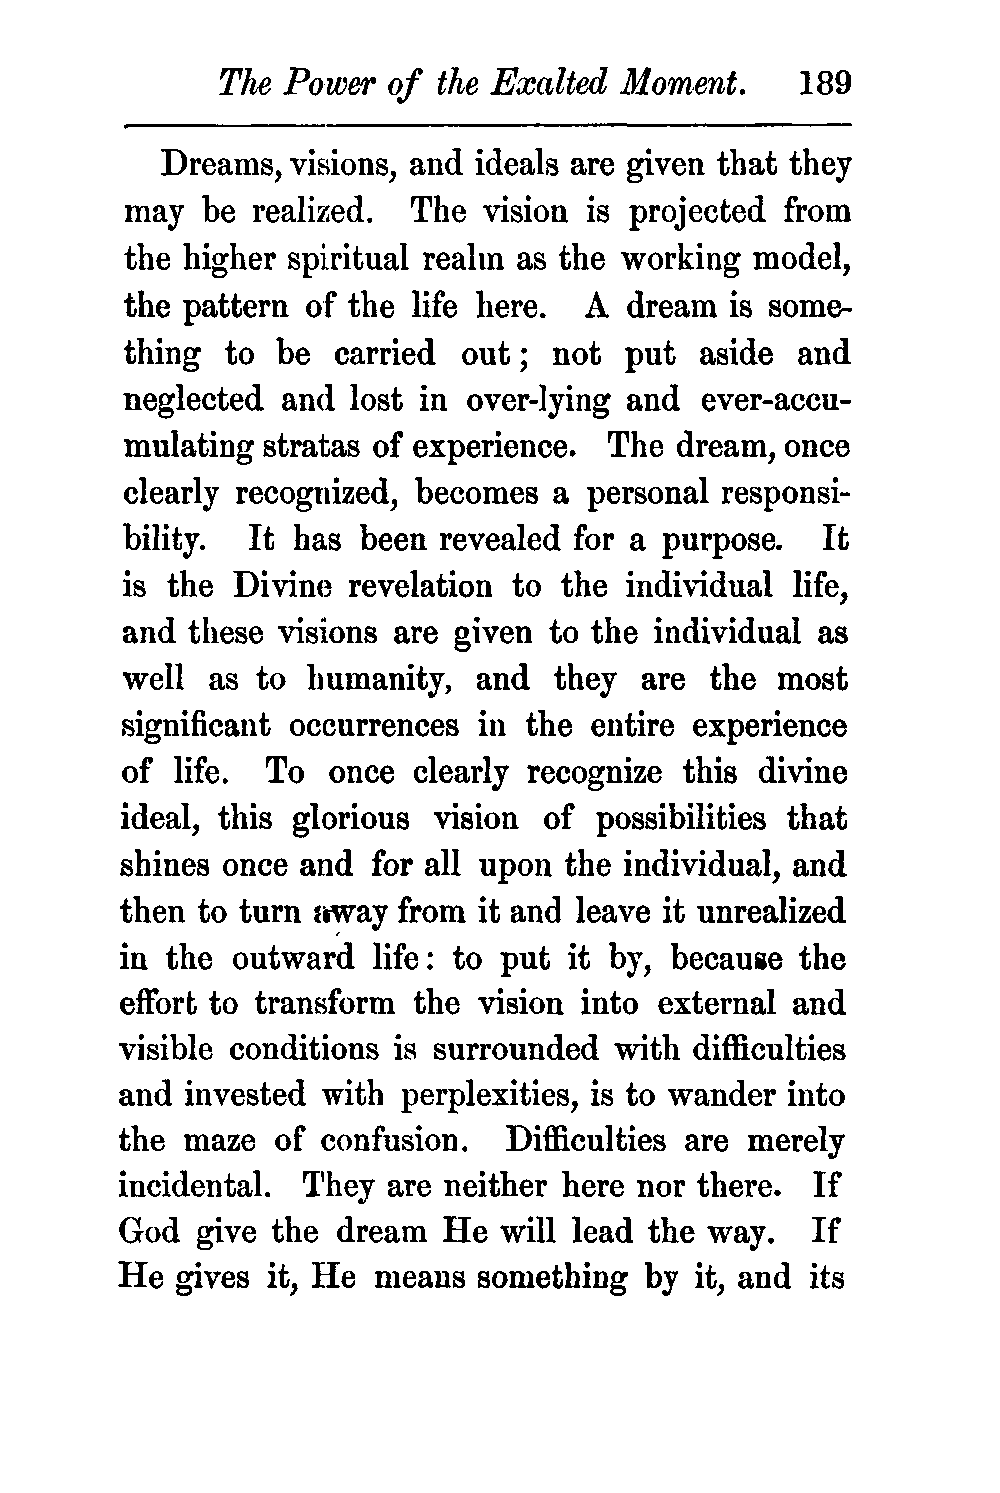 The Power of the Exalted Moment. 189
Dreams, visions, and ideals are given that they
may be realized. The vision is projected from
the higher spiritual realm as the working model,
the pattern of the life here. A dream is some-
thing to be carried out; not put aside and
neglected and lost in over-lying and ever-accu-
mulating stratas of experience. The dream, once
clearly recognized, becomes a personal responsi-
bility. It has been revealed for a purpose. It
is the Divine revelation to the individual life,
and these visions are given to the individual as
well as to humanity, and they are the most
significant occurrences in the entire experience
of life. To once clearly recognize this divine
ideal, this glorious vision of possibilities that
shines once and for all upon the individual, and
then to turn away from it and leave it unrealized
in the outward life: to put it by, because the
effort to transform the vision into external and
visible conditions is surrounded with difficulties
and invested with perplexities, is to wander into
the maze of confusion. Difficulties are merely
incidental. They are neither here nor there. If
God give the dream He will lead the way. If
He gives it, He means something by it, and its